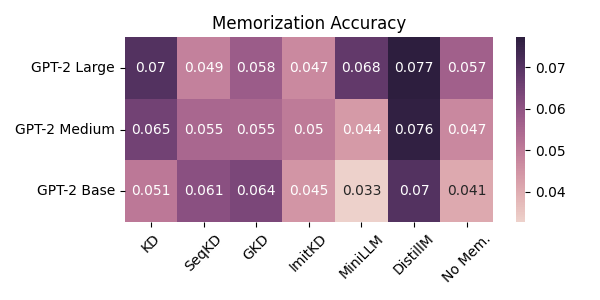 Memorization Accuracy
GPT-2 Large 0.07 0.049 0.058 0.047 0.068 0.077 0.057
GPT-2 Medium 0.065 0.055 0.055 0.05 0.044 0.076 0.047
GPT-2 Base 0.051 0.061 0.064 0.045 0.033 0.07 0.041
KD SeqKD GKD ImitKD MiniLLM DistillM No Mem.
0.07
0.06
0.05
0.04